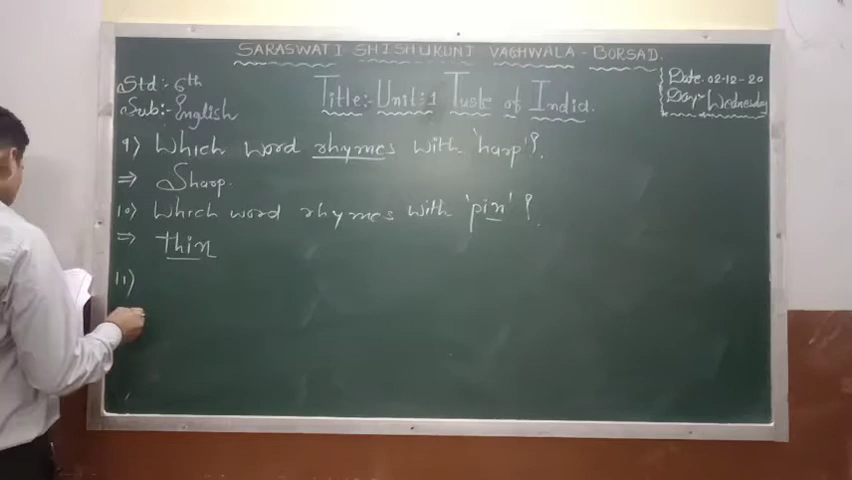 SARASWATI SHISHUKUNJ VAGHWALA - BORSAD.
Std:- 6th
Sub:- English
Title:- Unit:1 Tusk of India.
Date. 02-12-20
Day:- Wednesday
9) Which word rhymes with 'harp'?.
⇒ Sharp.
10) Which word rhymes with 'pin' ?.
⇒ thin
11)